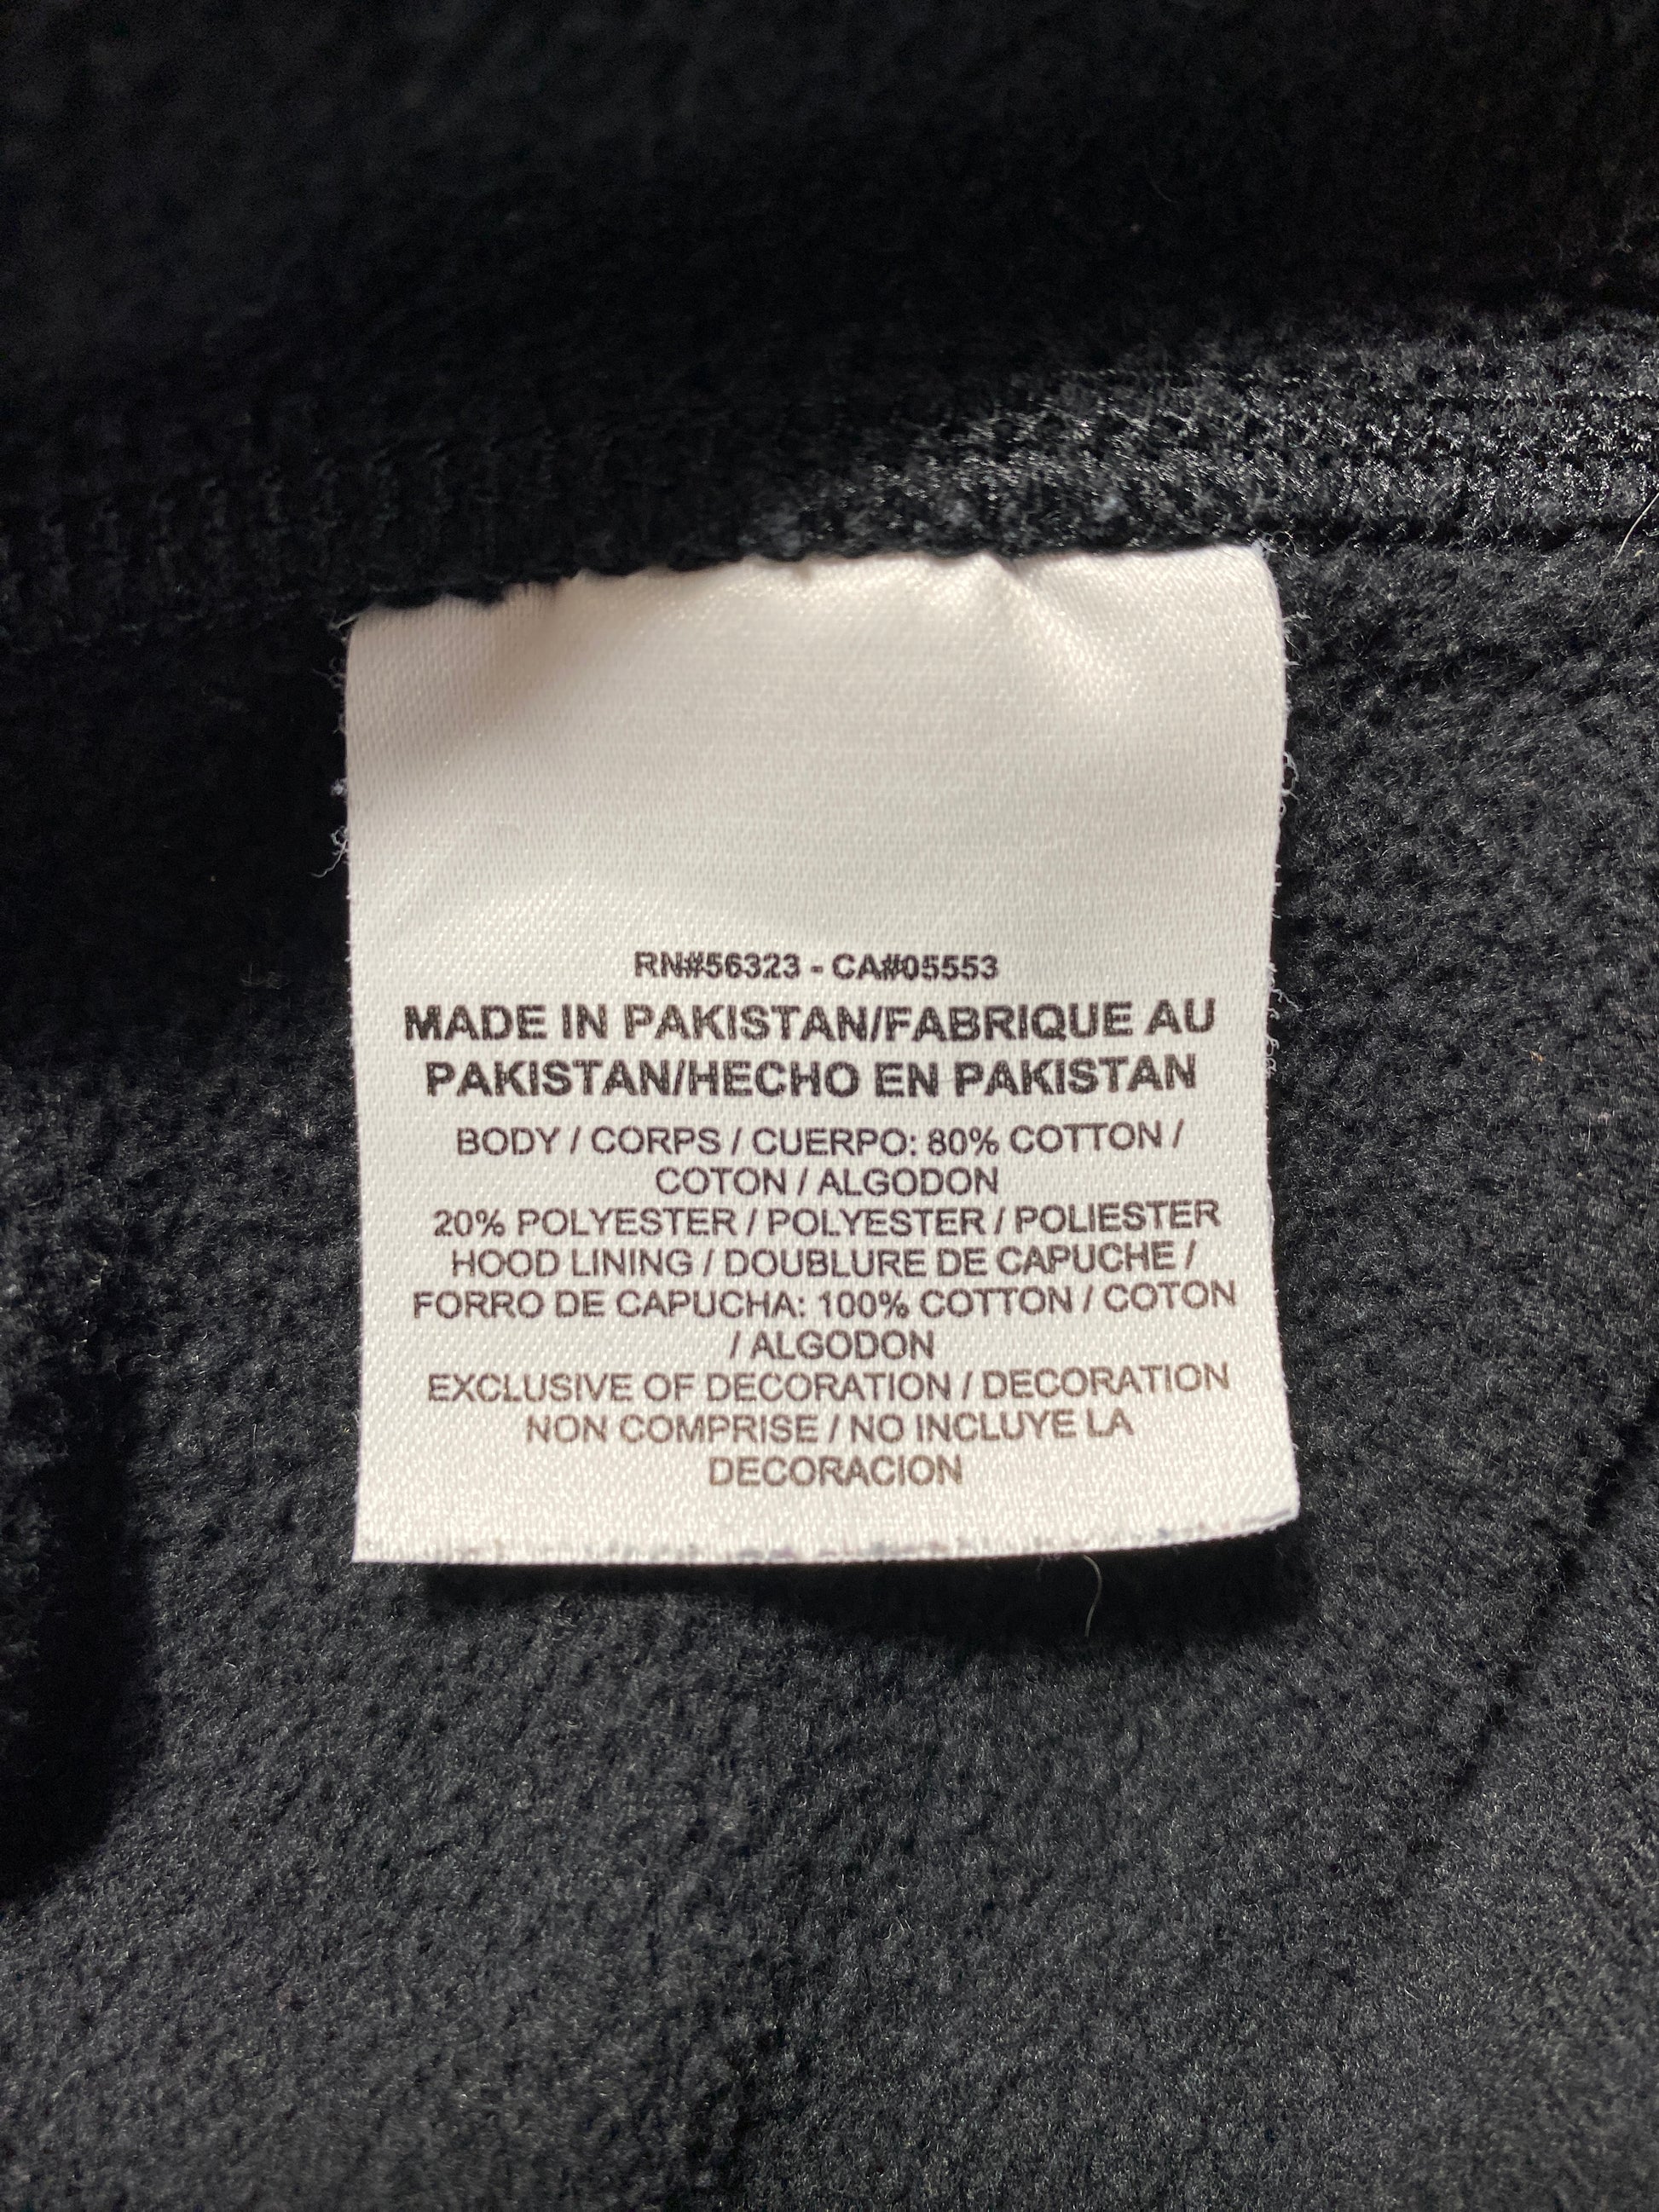 RN#56323 - CA#05553
MADE IN PAKISTAN/FABRIQUE AU
PAKISTAN/HECHO EN PAKISTAN
BODY / CORPS / CUERPO: 80% COTTON /
COTON / ALGODON
20% POLYESTER / POLYESTER / POLIESTER
HOOD LINING / DOUBLURE DE CAPUCHE /
FORRO DE CAPUCHA: 100% COTTON / COTON
/ ALGODON
EXCLUSIVE OF DECORATION / DECORATION
NON COMPRISE / NO INCLUYE LA
DECORACION